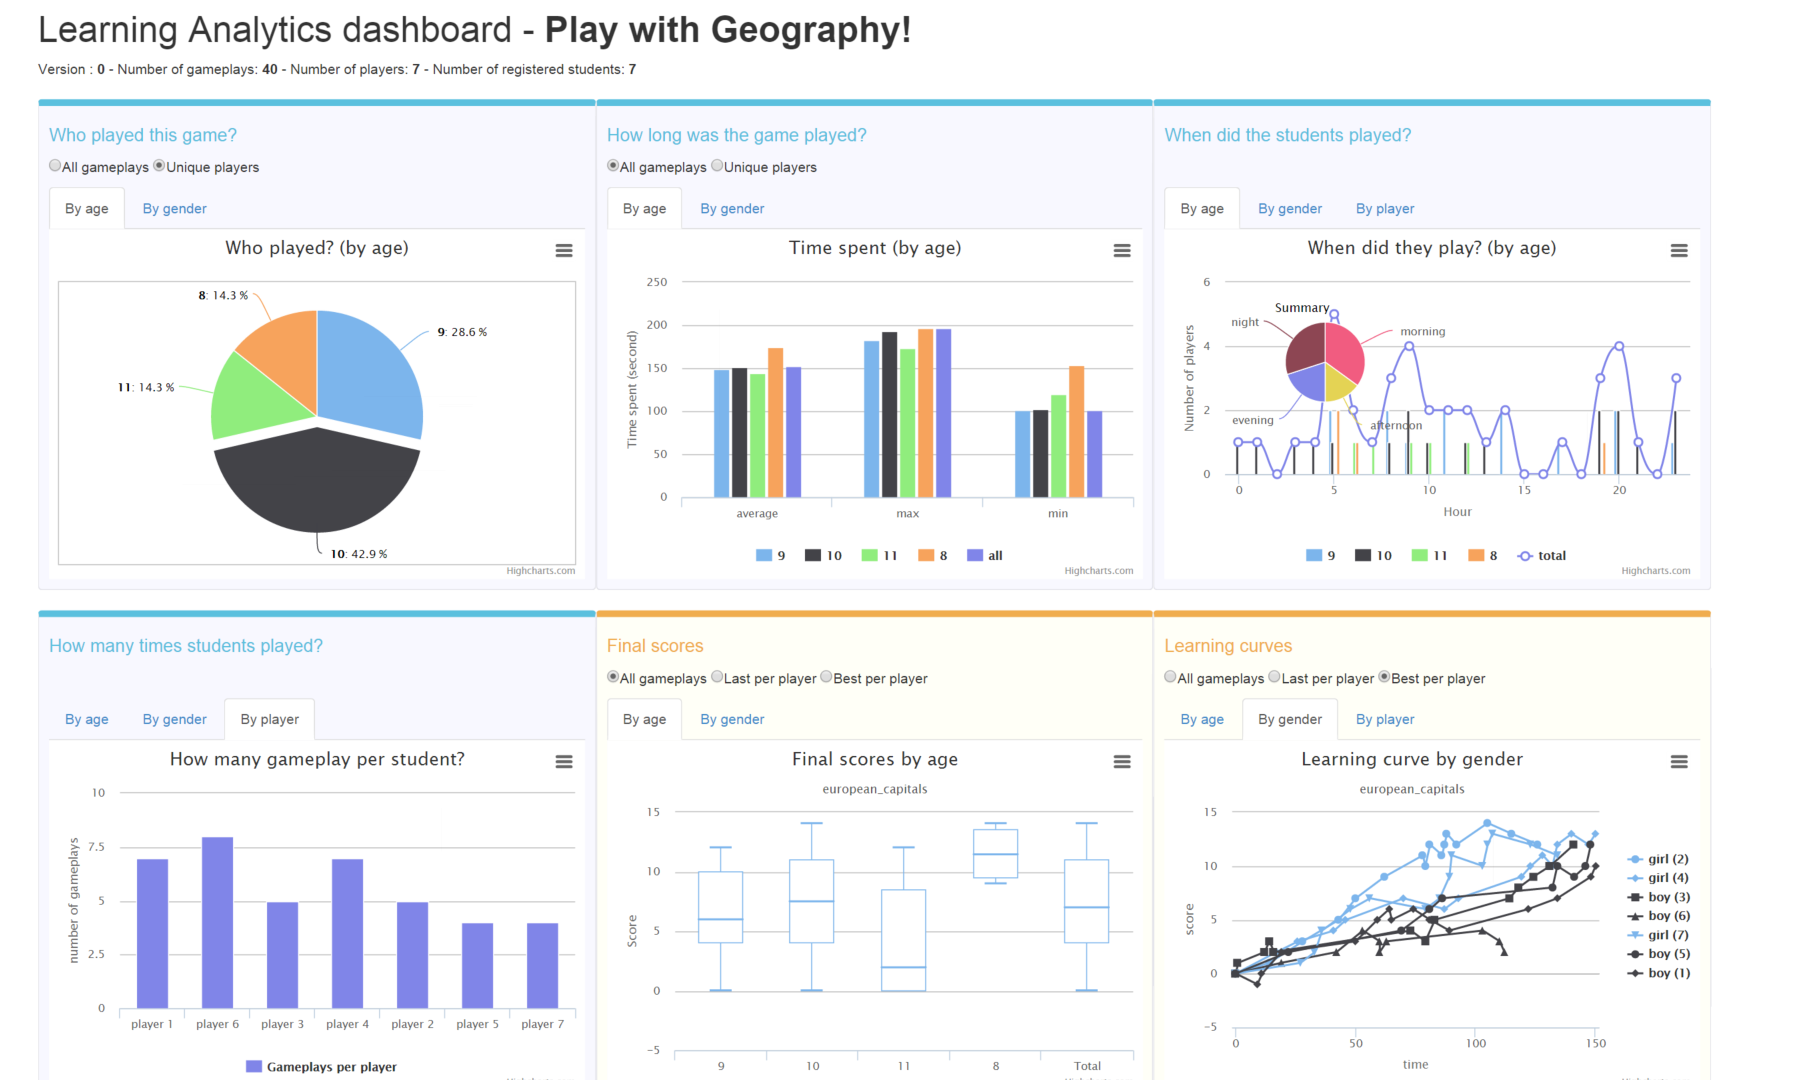 Learning Analytics dashboard - Play with Geography!
Version : 0 - Number of gameplays: 40 - Number of players: 7 - Number of registered students: 7
Who played this game?
All gameplays Unique players
By age By gender
Who played? (by age)
8: 14.3 %
9: 28.6 %
11: 14.3 %
10: 42.9 %
Highcharts.com
How long was the game played?
All gameplays Unique players
By age By gender
Time spent (by age)
Time spent (second)
250
200
150
100
50
0
average max min
9 10 11 8 all
Highcharts.com
When did the students played?
By age By gender By player
When did they play? (by age)
Number of players
6
4
2
0
Summary
night
morning
evening
afternoon
0 5 10 15 20
Hour
9 10 11 8 total
Highcharts.com
How many times students played?
By age By gender By player
How many gameplay per student?
number of gameplays
10
7.5
5
2.5
0
player 1 player 6 player 3 player 4 player 2 player 5 player 7
Gameplays per player
Final scores
All gameplays Last per player Best per player
By age By gender
Final scores by age
european_capitals
Score
15
10
5
0
-5
9 10 11 8 Total
Learning curves
All gameplays Last per player Best per player
By age By gender By player
Learning curve by gender
european_capitals
score
15
10
5
0
-5
0 50 100 150
time
girl (2)
girl (4)
boy (3)
boy (6)
girl (7)
boy (5)
boy (1)